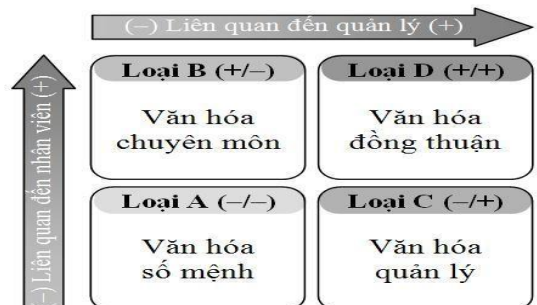 (–) Liên quan đến quản lý (+)
(–) Liên quan đến nhân viên (+)
Loại B (+/–)
Văn hóa
chuyên môn
Loại D (+/+)
Văn hóa
đồng thuận
Loại A (–/–)
Văn hóa
số mệnh
Loại C (–/+)
Văn hóa
quản lý